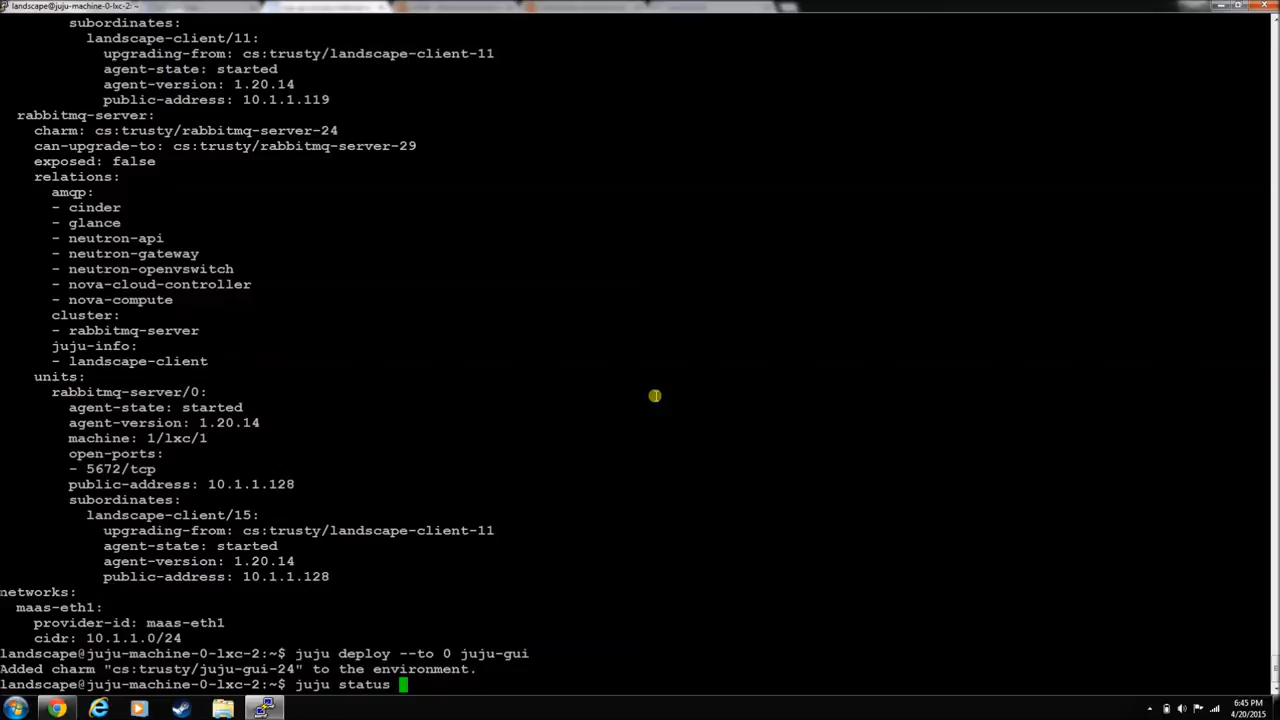 landscape@juju-machine-0-lxc-2: ~
subordinates:
landscape-client/11:
upgrading-from: cs:trusty/landscape-client-11
agent-state: started
agent-version: 1.20.14
public-address: 10.1.1.119
rabbitmq-server:
charm: cs:trusty/rabbitmq-server-24
can-upgrade-to: cs:trusty/rabbitmq-server-29
exposed: false
relations:
amqp:
- cinder
- glance
- neutron-api
- neutron-gateway
- neutron-openvswitch
- nova-cloud-controller
- nova-compute
cluster:
- rabbitmq-server
juju-info:
- landscape-client
units:
rabbitmq-server/0:
agent-state: started
agent-version: 1.20.14
machine: 1/lxc/1
open-ports:
- 5672/tcp
public-address: 10.1.1.128
subordinates:
landscape-client/15:
upgrading-from: cs:trusty/landscape-client-11
agent-state: started
agent-version: 1.20.14
public-address: 10.1.1.128
networks:
maas-eth1:
provider-id: maas-eth1
cidr: 10.1.1.0/24
landscape@juju-machine-0-lxc-2:~$ juju deploy --to 0 juju-gui
Added charm "cs:trusty/juju-gui-24" to the environment.
landscape@juju-machine-0-lxc-2:~$ juju status
6:45 PM
4/20/2015